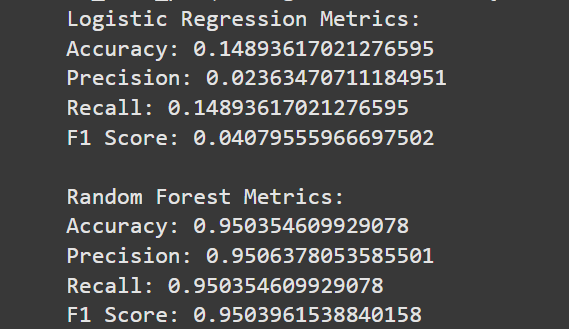 Logistic Regression Metrics:
Accuracy: 0.14893617021276595
Precision: 0.02363470711184951
Recall: 0.14893617021276595
F1 Score: 0.04079555966697502
Random Forest Metrics:
Accuracy: 0.950354609929078
Precision: 0.9506378053585501
Recall: 0.950354609929078
F1 Score: 0.9503961538840158